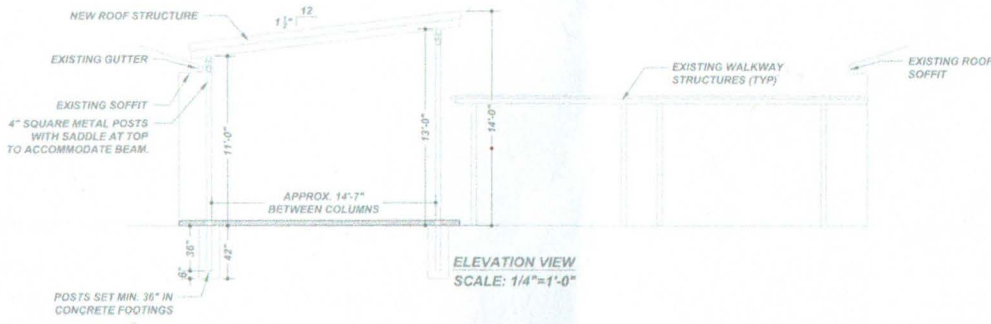 NEW ROOF STRUCTURE
1 1/2"
12
EXISTING GUTTER
EXISTING SOFFIT
4" SQUARE METAL POSTS
WITH SADDLE AT TOP
TO ACCOMMODATE BEAM.
11'-0"
13'-0"
14'-0"
EXISTING WALKWAY
STRUCTURES (TYP)
EXISTING ROOF
SOFFIT
APPROX. 14'-7"
BETWEEN COLUMNS
36"
6"
42"
ELEVATION VIEW
SCALE: 1/4"=1'-0"
POSTS SET MIN. 36" IN
CONCRETE FOOTINGS